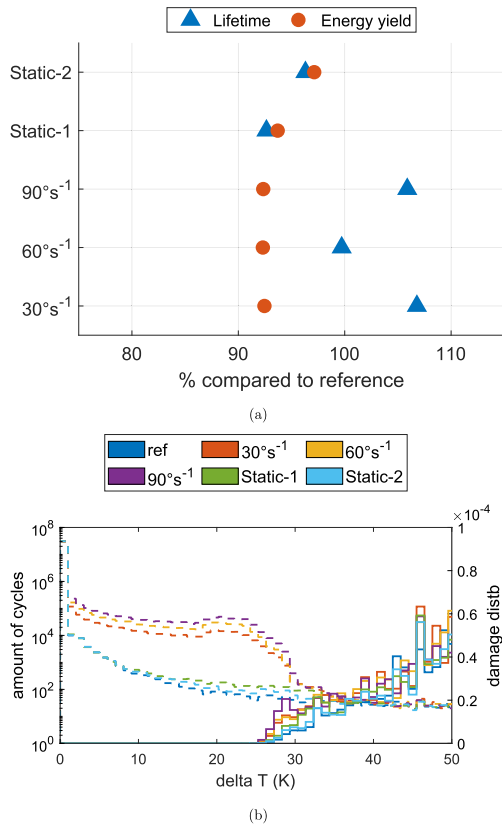 Lifetime Energy yield
Static-2
Static-1
90°s⁻¹
60°s⁻¹
30°s⁻¹
80 90 100 110
% compared to reference
(a)
ref 30°s⁻¹ 60°s⁻¹
90°s⁻¹ Static-1 Static-2
×10⁻⁴
10⁸ 1
10⁶ 0.8
0.6
10⁴
0.4
10² 0.2
10⁰ 0
amount of cycles
damage distb
0 10 20 30 40 50
delta T (K)
(b)